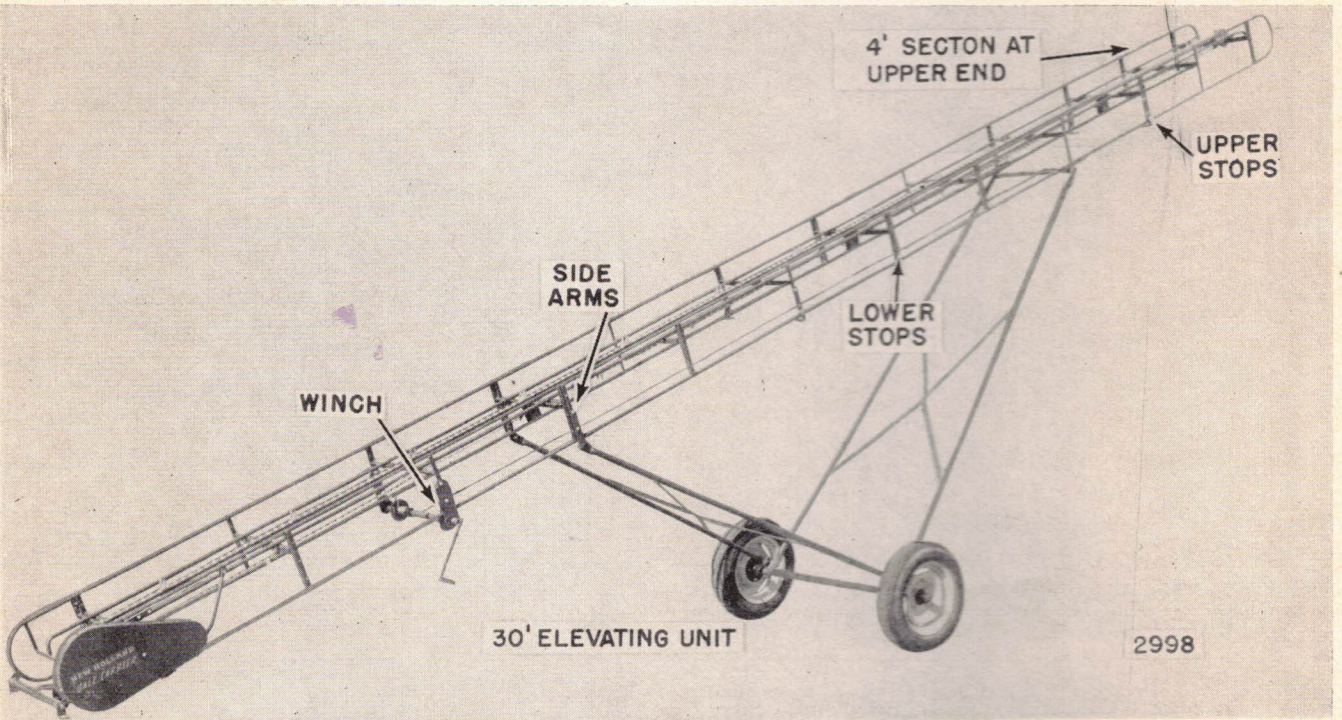 4' SECTON AT
UPPER END
UPPER
STOPS
SIDE
ARMS
LOWER
STOPS
WINCH
30' ELEVATING UNIT
2998